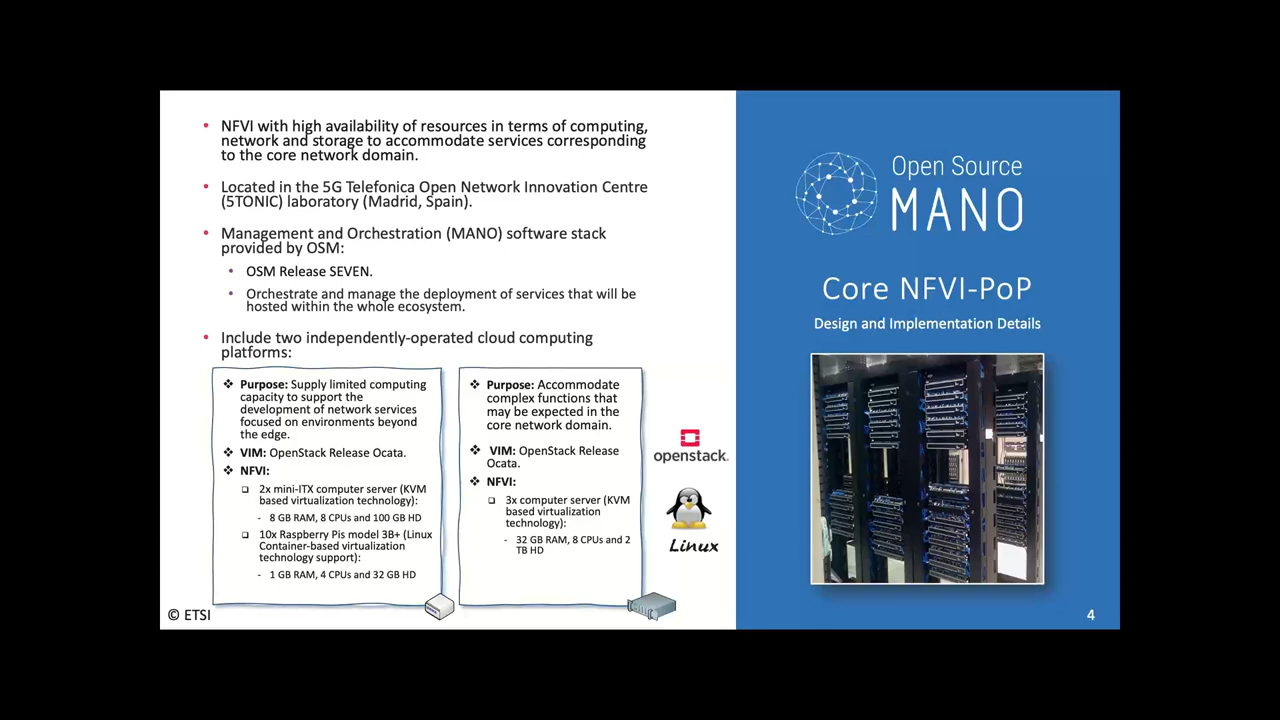 • NFVI with high availability of resources in terms of computing,
network and storage to accommodate services corresponding
to the core network domain.
• Located in the 5G Telefonica Open Network Innovation Centre
(5TONIC) laboratory (Madrid, Spain).
• Management and Orchestration (MANO) software stack
provided by OSM:
• OSM Release SEVEN.
• Orchestrate and manage the deployment of services that will be
hosted within the whole ecosystem.
• Include two independently-operated cloud computing
platforms:
❖ Purpose: Supply limited computing
capacity to support the
development of network services
focused on environments beyond
the edge.
❖ VIM: OpenStack Release Ocata.
❖ NFVI:
❑ 2x mini-ITX computer server (KVM
based virtualization technology):
- 8 GB RAM, 8 CPUs and 100 GB HD
❑ 10x Raspberry Pis model 3B+ (Linux
Container-based virtualization
technology support):
- 1 GB RAM, 4 CPUs and 32 GB HD
❖ Purpose: Accommodate
complex functions that
may be expected in the
core network domain.
❖ VIM: OpenStack Release
Ocata.
❖ NFVI:
❑ 3x computer server (KVM
based virtualization
technology):
- 32 GB RAM, 8 CPUs and 2
TB HD
openstack.
Linux
© ETSI
Open Source
MANO
Core NFVI-PoP
Design and Implementation Details
4